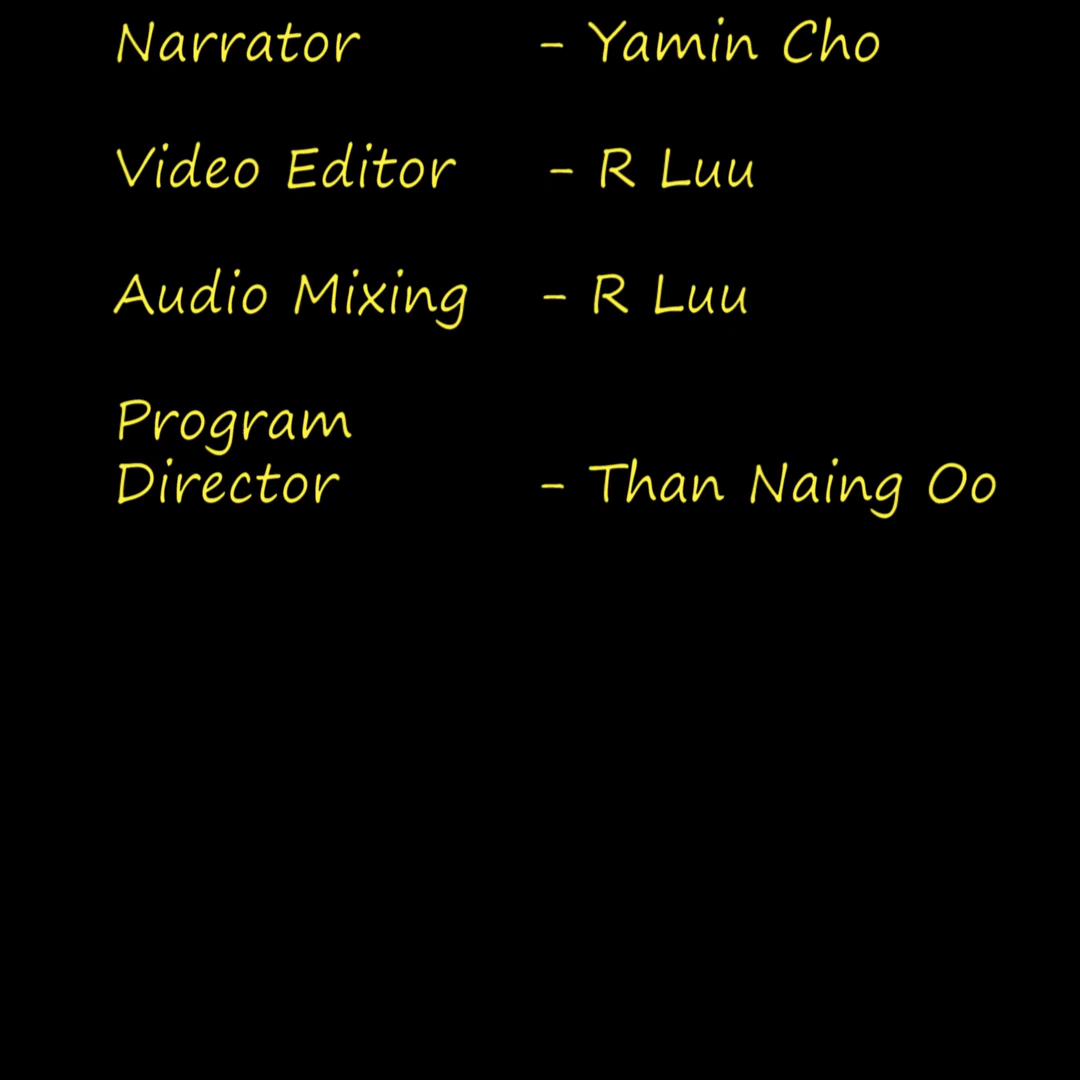 Narrator - Yamin Cho
Video Editor - R Luu
Audio Mixing - R Luu
Program
Director - Than Naing Oo